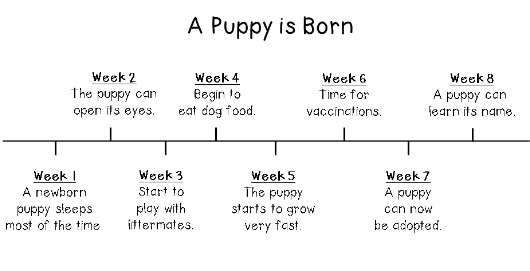 A Puppy is Born
Week 1
A newborn
puppy sleeps
most of the time.
Week 2
The puppy can
open its eyes.
Week 3
Start to
play with
littermates.
Week 4
Begin to
eat dog food.
Week 5
The puppy
starts to grow
very fast.
Week 6
Time for
vaccinations.
Week 7
A puppy
can now
be adopted.
Week 8
A puppy can
learn its name.